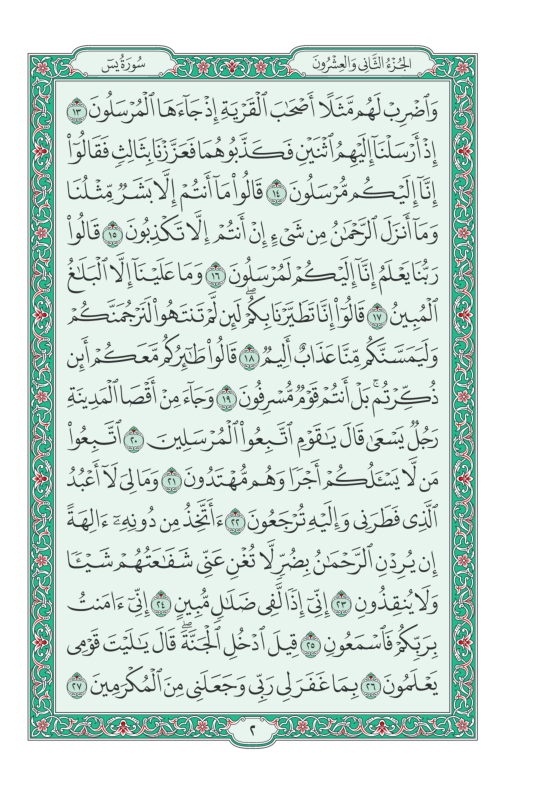 الجُزْءُ الثَّانِي وَالعِشْرُونَ
سُورَةُ يسٓ
وَٱضْرِبْ لَهُم مَّثَلًا أَصْحَٰبَ ٱلْقَرْيَةِ إِذْ جَآءَهَا ٱلْمُرْسَلُونَ ١٣
إِذْ أَرْسَلْنَآ إِلَيْهِمُ ٱثْنَيْنِ فَكَذَّبُوهُمَا فَعَزَّزْنَا بِثَالِثٍ فَقَالُوٓا۟
إِنَّآ إِلَيْكُم مُّرْسَلُونَ ١٤ قَالُوا۟ مَآ أَنتُمْ إِلَّا بَشَرٌ مِّثْلُنَا
وَمَآ أَنزَلَ ٱلرَّحْمَٰنُ مِن شَىْءٍ إِنْ أَنتُمْ إِلَّا تَكْذِبُونَ ١٥ قَالُوا۟
رَبُّنَا يَعْلَمُ إِنَّآ إِلَيْكُمْ لَمُرْسَلُونَ ١٦ وَمَا عَلَيْنَآ إِلَّا ٱلْبَلَٰغُ
ٱلْمُبِينُ ١٧ قَالُوٓا۟ إِنَّا تَطَيَّرْنَا بِكُمْ ۖ لَئِن لَّمْ تَنتَهُوا۟ لَنَرْجُمَنَّكُمْ
وَلَيَمَسَّنَّكُم مِّنَّا عَذَابٌ أَلِيمٌ ١٨ قَالُوا۟ طَٰٓئِرُكُم مَّعَكُمْ ۚ أَئِن
ذُكِّرْتُم ۚ بَلْ أَنتُمْ قَوْمٌ مُّسْرِفُونَ ١٩ وَجَآءَ مِنْ أَقْصَا ٱلْمَدِينَةِ
رَجُلٌ يَسْعَىٰ قَالَ يَٰقَوْمِ ٱتَّبِعُوا۟ ٱلْمُرْسَلِينَ ٢٠ ٱتَّبِعُوا۟
مَن لَّا يَسْـَٔلُكُمْ أَجْرًا وَهُم مُّهْتَدُونَ ٢١ وَمَا لِىَ لَآ أَعْبُدُ
ٱلَّذِى فَطَرَنِى وَإِلَيْهِ تُرْجَعُونَ ٢٢ ءَأَتَّخِذُ مِن دُونِهِۦٓ ءَالِهَةً
إِن يُرِدْنِ ٱلرَّحْمَٰنُ بِضُرٍّ لَّا تُغْنِ عَنِّى شَفَٰعَتُهُمْ شَيْـًٔا
وَلَا يُنقِذُونِ ٢٣ إِنِّىٓ إِذًا لَّفِى ضَلَٰلٍ مُّبِينٍ ٢٤ إِنِّىٓ ءَامَنتُ
بِرَبِّكُمْ فَٱسْمَعُونِ ٢٥ قِيلَ ٱدْخُلِ ٱلْجَنَّةَ ۖ قَالَ يَٰلَيْتَ قَوْمِى
يَعْلَمُونَ ٢٦ بِمَا غَفَرَ لِى رَبِّى وَجَعَلَنِى مِنَ ٱلْمُكْرَمِينَ ٢٧
٢